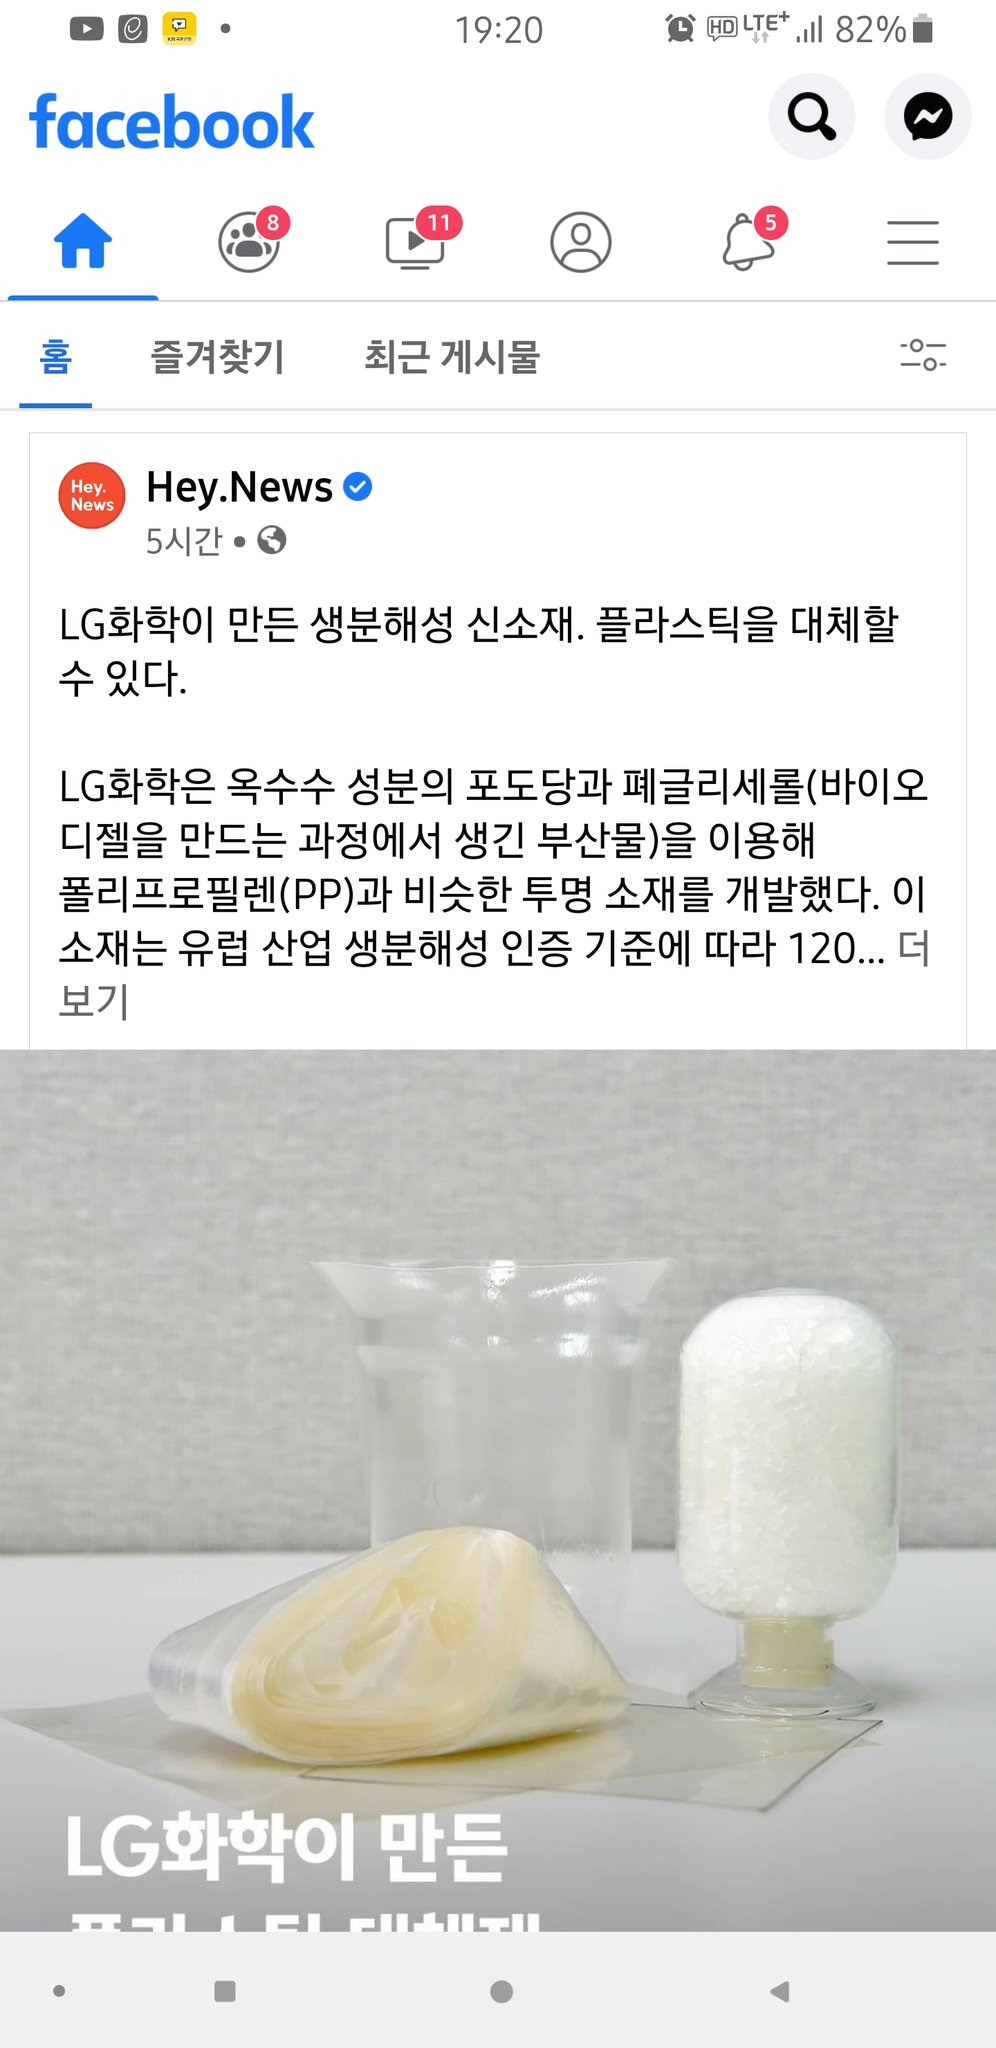 19:20
HD LTE+ 82%
facebook
8
11
5
홈 즐겨찾기 최근 게시물
Hey.
News
Hey.News
5시간 •
LG화학이 만든 생분해성 신소재. 플라스틱을 대체할
수 있다.
LG화학은 옥수수 성분의 포도당과 폐글리세롤(바이오
디젤을 만드는 과정에서 생긴 부산물)을 이용해
폴리프로필렌(PP)과 비슷한 투명 소재를 개발했다. 이
소재는 유럽 산업 생분해성 인증 기준에 따라 120... 더
보기
LG화학이 만든